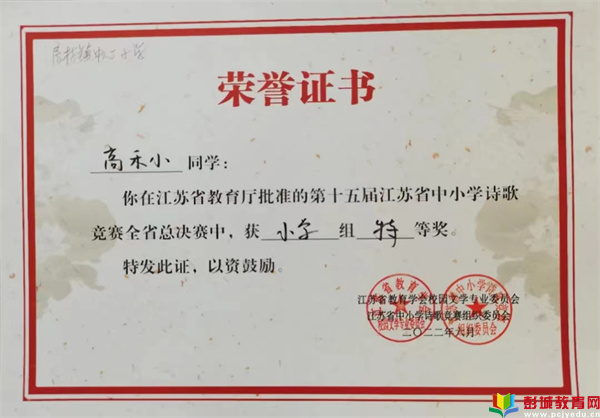 荣誉证书
高禾小 同学：
你在江苏省教育厅批准的第十五届江苏省中小学诗歌
竞赛全省总决赛中，获 小学 组 特 等奖。
特发此证，以资鼓励。
江苏省教育学会校园文学专业委员会
江苏省中小学诗歌竞赛组织委员会
二〇二二年六月
彭城教育网
www.pcjyedu.cn